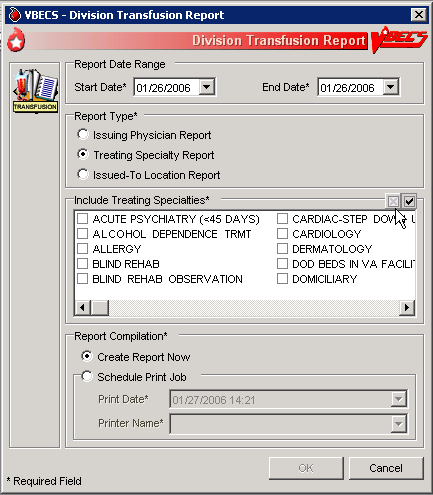 VBECS - Division Transfusion Report
Division Transfusion Report VBECS
TRANSFUSION
Report Date Range
Start Date* 01/26/2006 End Date* 01/26/2006
Report Type*
Issuing Physician Report
Treating Specialty Report
Issued-To Location Report
Include Treating Specialties*
ACUTE PSYCHIATRY (<45 DAYS) CARDIAC-STEP DOWN U
ALCOHOL DEPENDENCE TRMT CARDIOLOGY
ALLERGY DERMATOLOGY
BLIND REHAB DOD BEDS IN VA FACILI
BLIND REHAB OBSERVATION DOMICILIARY
Report Compilation*
Create Report Now
Schedule Print Job
Print Date* 01/27/2006 14:21
Printer Name*
* Required Field
OK Cancel